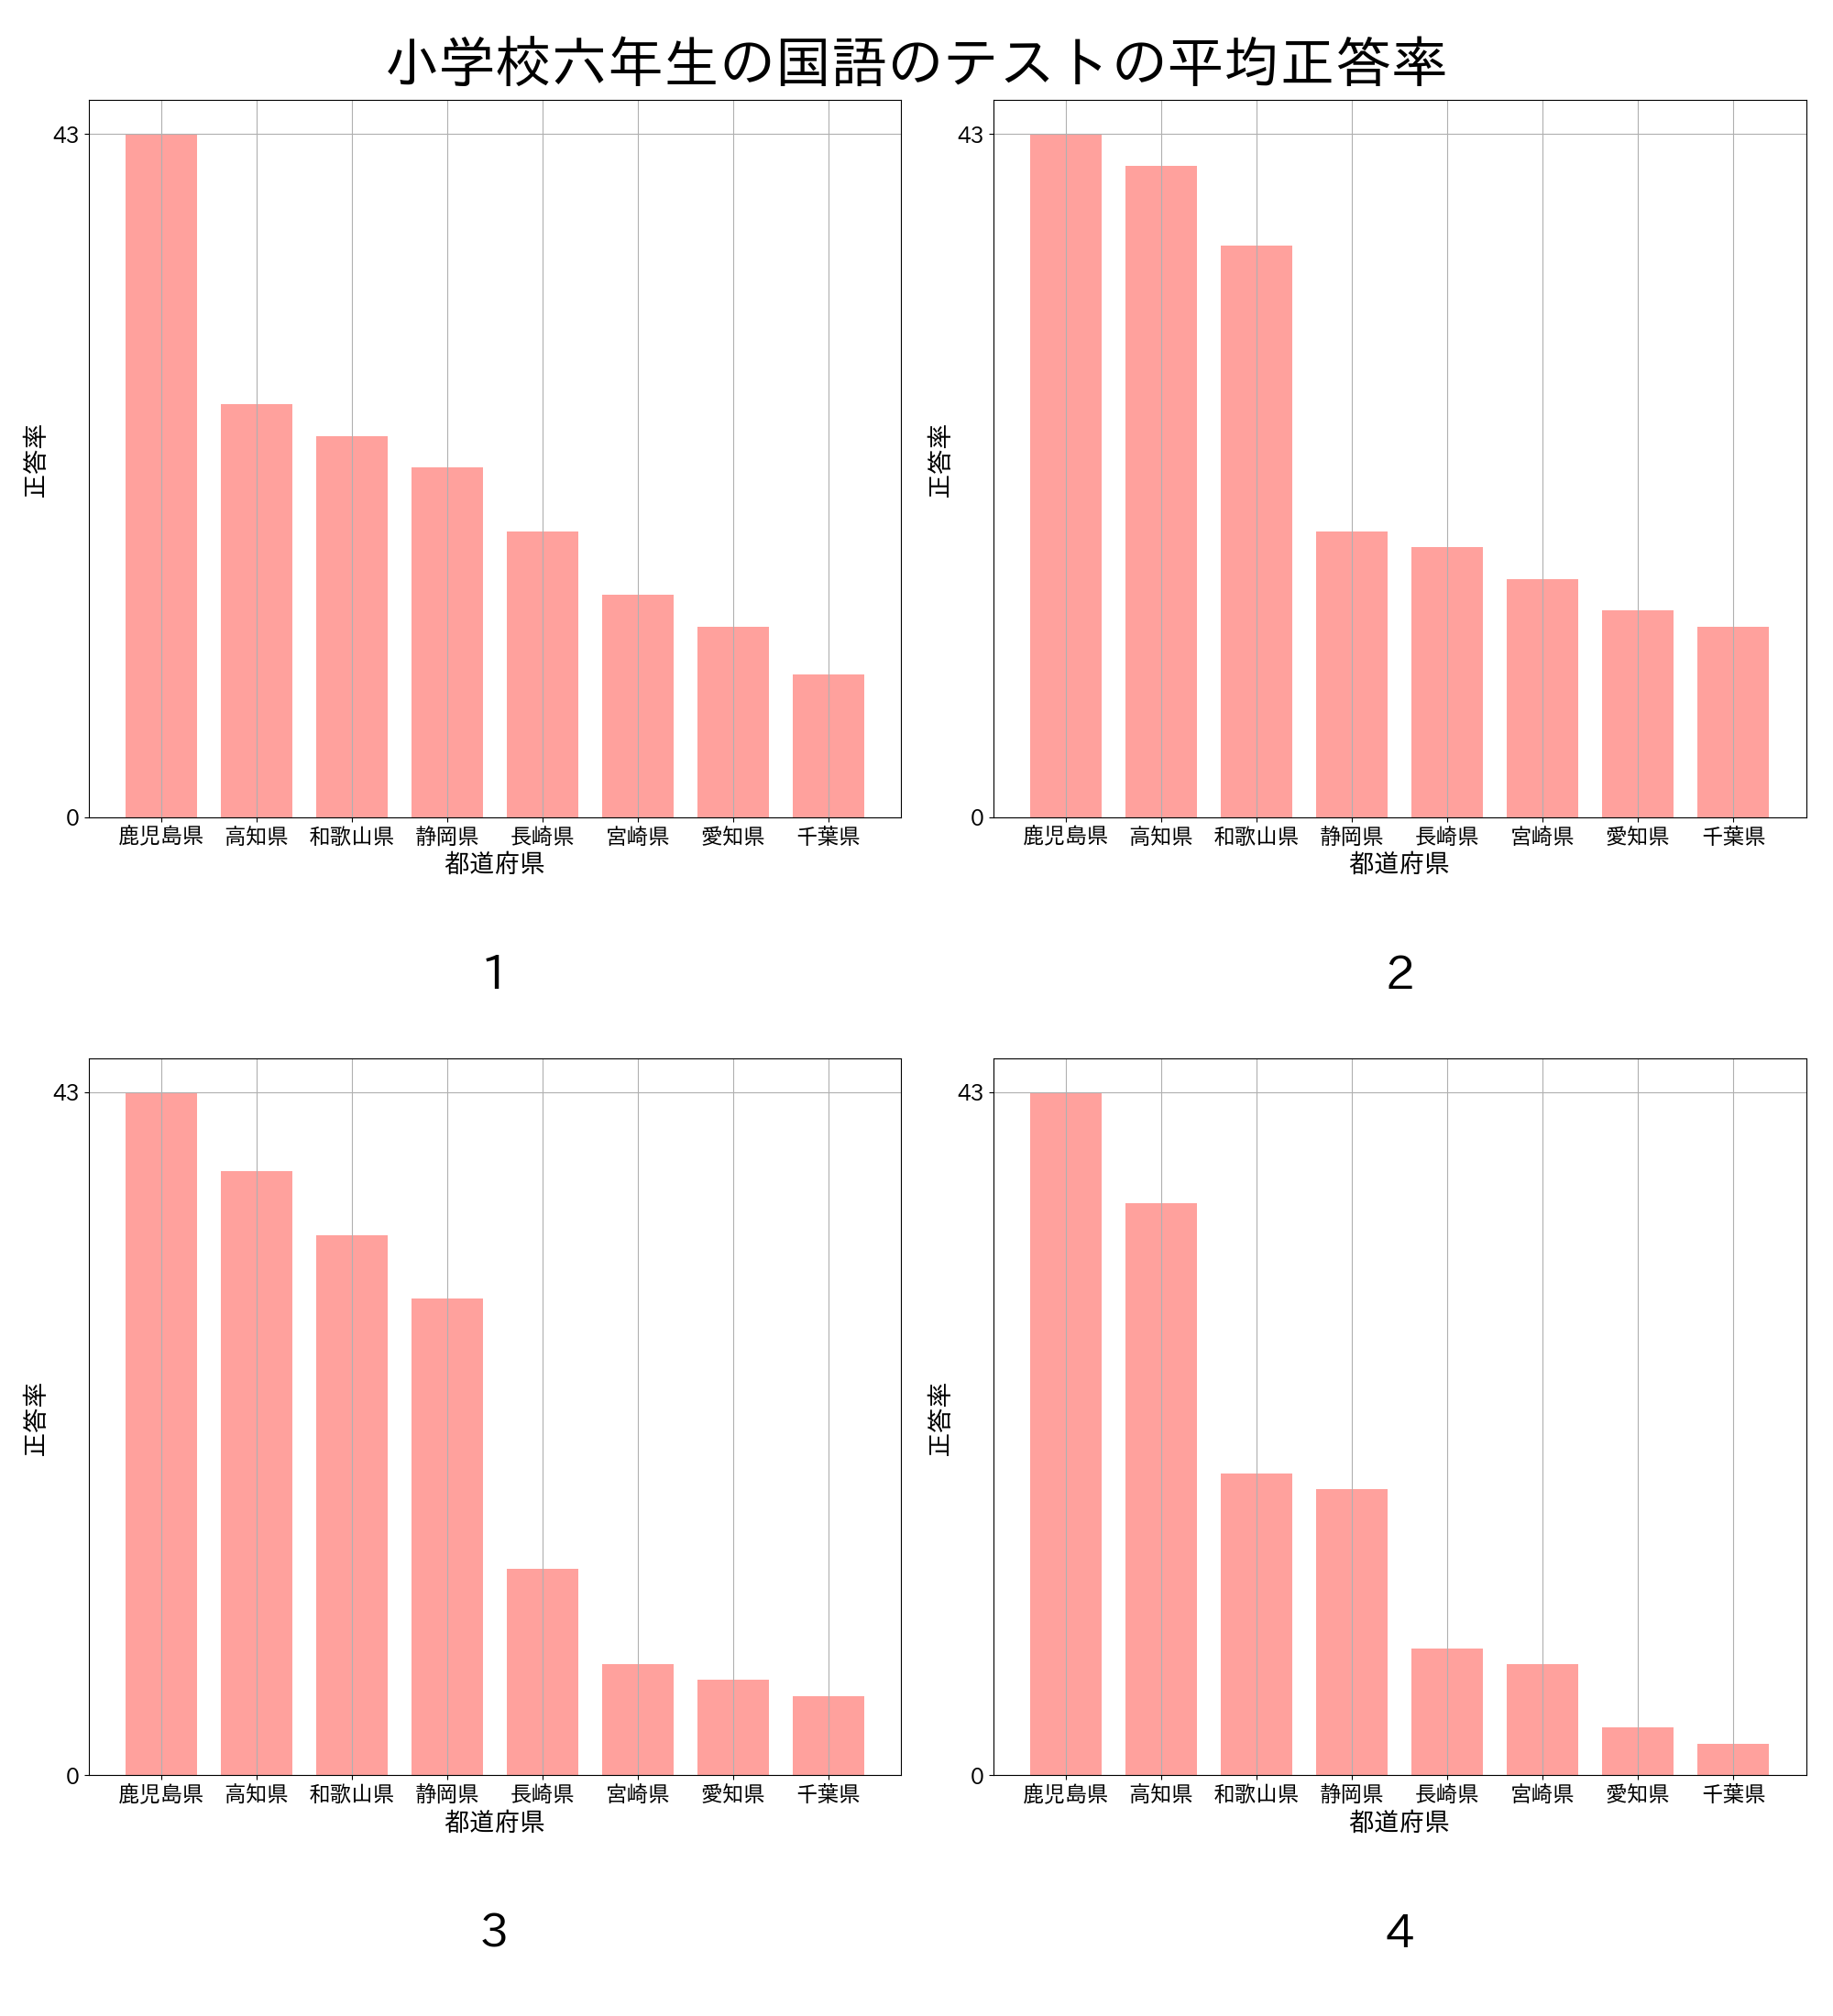 小学校六年生の国語のテストの平均正答率
43
0
正答率
鹿児島県 高知県 和歌山県 静岡県 長崎県 宮崎県 愛知県 千葉県
都道府県
1
43
0
正答率
鹿児島県 高知県 和歌山県 静岡県 長崎県 宮崎県 愛知県 千葉県
都道府県
2
43
0
正答率
鹿児島県 高知県 和歌山県 静岡県 長崎県 宮崎県 愛知県 千葉県
都道府県
3
43
0
正答率
鹿児島県 高知県 和歌山県 静岡県 長崎県 宮崎県 愛知県 千葉県
都道府県
4